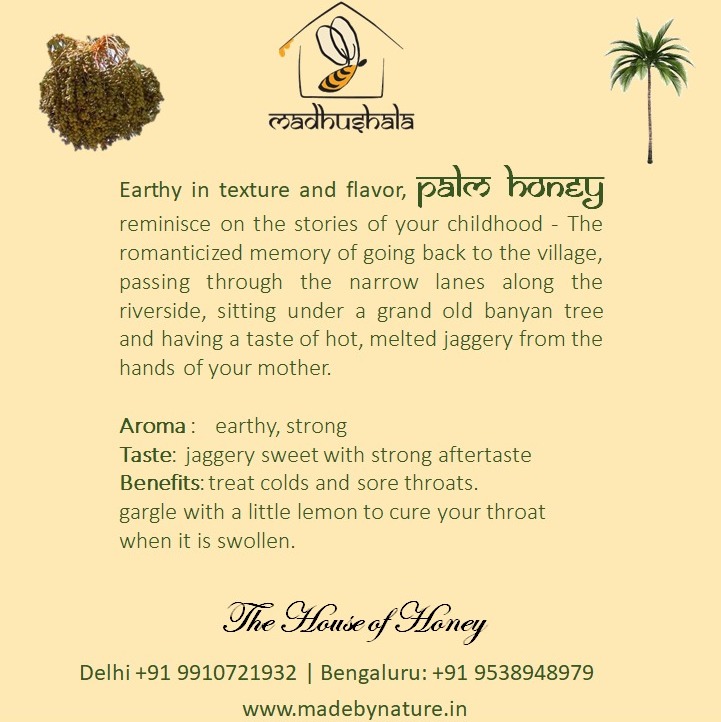 madhushala
Earthy in texture and flavor, palm honey
reminisce on the stories of your childhood - The
romanticized memory of going back to the village,
passing through the narrow lanes along the
riverside, sitting under a grand old banyan tree
and having a taste of hot, melted jaggery from the
hands of your mother.
Aroma : earthy, strong
Taste: jaggery sweet with strong aftertaste
Benefits: treat colds and sore throats.
gargle with a little lemon to cure your throat
when it is swollen.
The House of Honey
Delhi +91 9910721932 | Bengaluru: +91 9538948979
www.madebynature.in